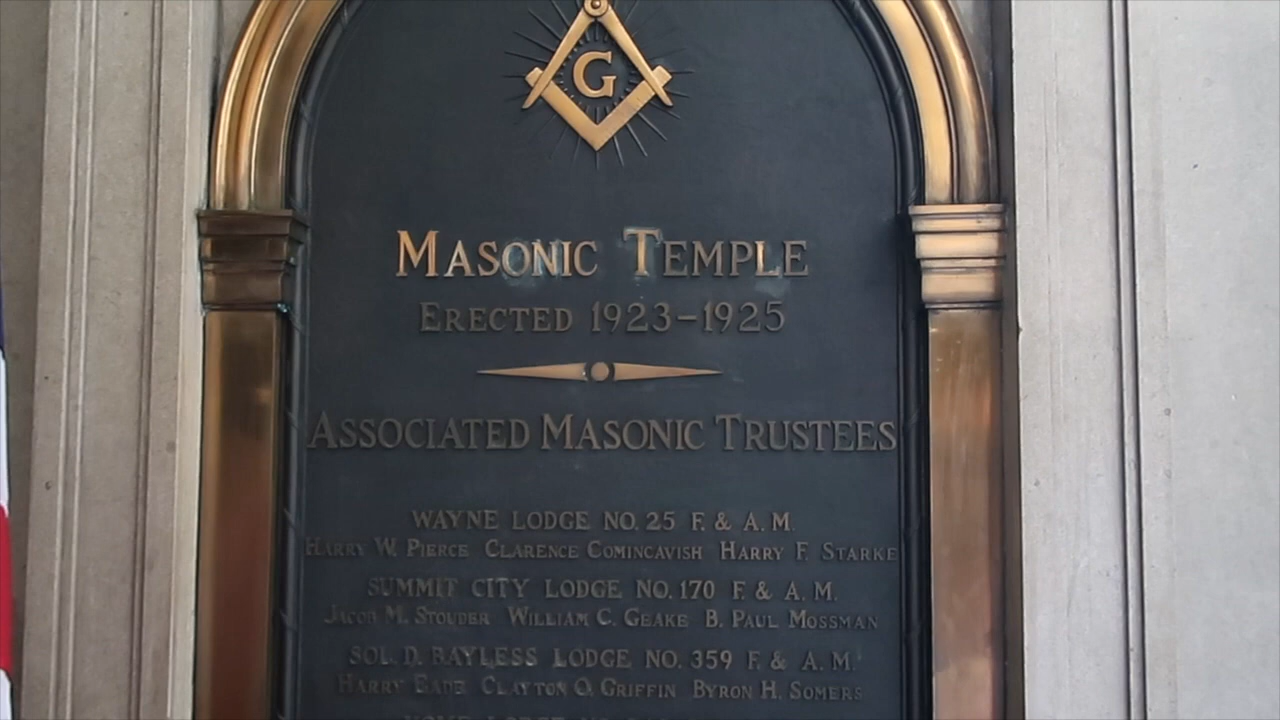 G
MASONIC TEMPLE
ERECTED 1923-1925
ASSOCIATED MASONIC TRUSTEES
WAYNE LODGE NO. 25 F. & A. M.
HARRY W. PIERCE CLARENCE COMINCAVISH HARRY F. STARKE
SUMMIT CITY LODGE NO. 170 F. & A. M.
JACOB M. STOUDER WILLIAM C. GEAKE B. PAUL MOSSMAN
SOL. D. BAYLESS LODGE NO. 359 F. & A. M.
HARRY BADE CLAYTON O. GRIFFIN BYRON H. SOMERS
LODGE